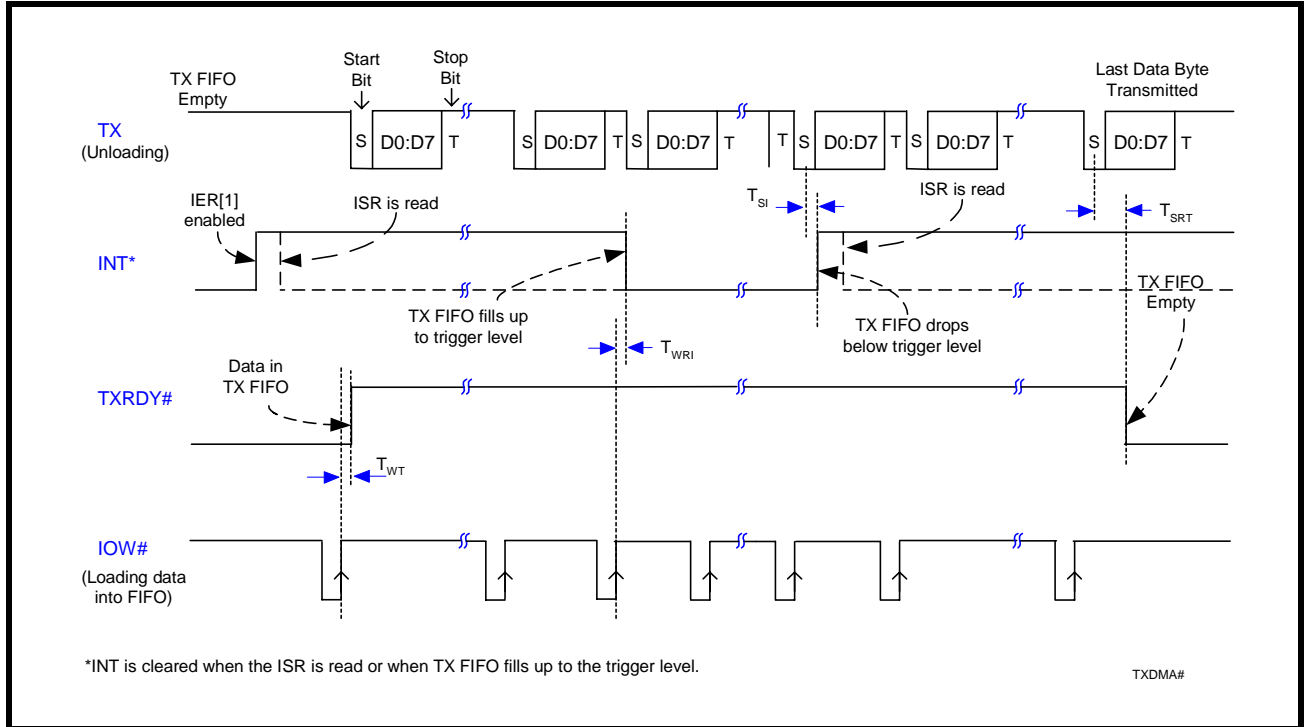 TX FIFO
Empty
Start
Bit
Stop
Bit
Last Data Byte
Transmitted
TX
(Unloading)
S D0:D7 T S D0:D7 T S D0:D7 T T S D0:D7 T S D0:D7 T S D0:D7 T
IER[1]
enabled
ISR is read
TSI
ISR is read
TSRT
INT*
TX FIFO fills up
to trigger level
TX FIFO drops
below trigger level
TX FIFO
Empty
TWRI
Data in
TX FIFO
TXRDY#
TWT
IOW#
(Loading data
into FIFO)
*INT is cleared when the ISR is read or when TX FIFO fills up to the trigger level.
TXDMA#